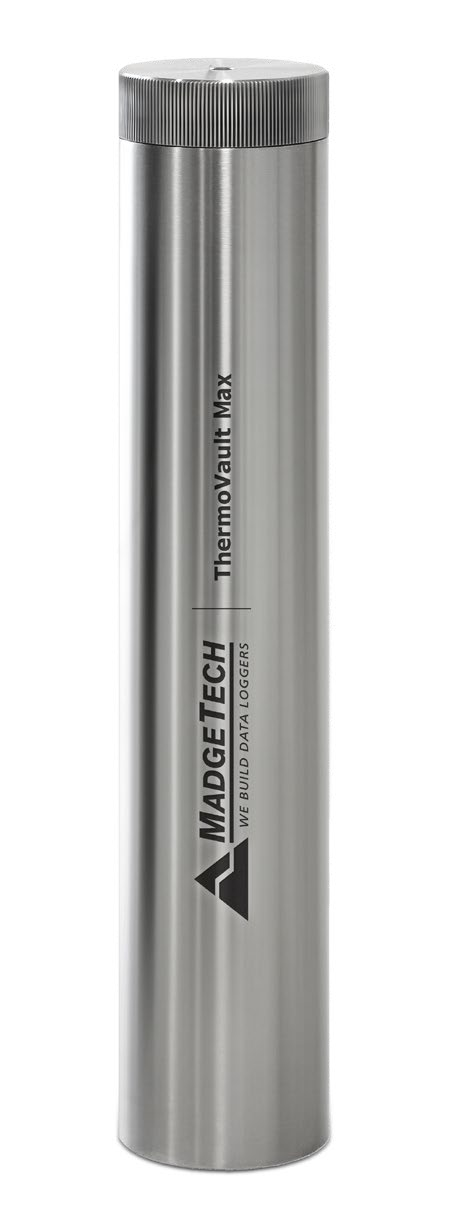 MADGETECH
WE BUILD DATA LOGGERS
ThermoVault Max